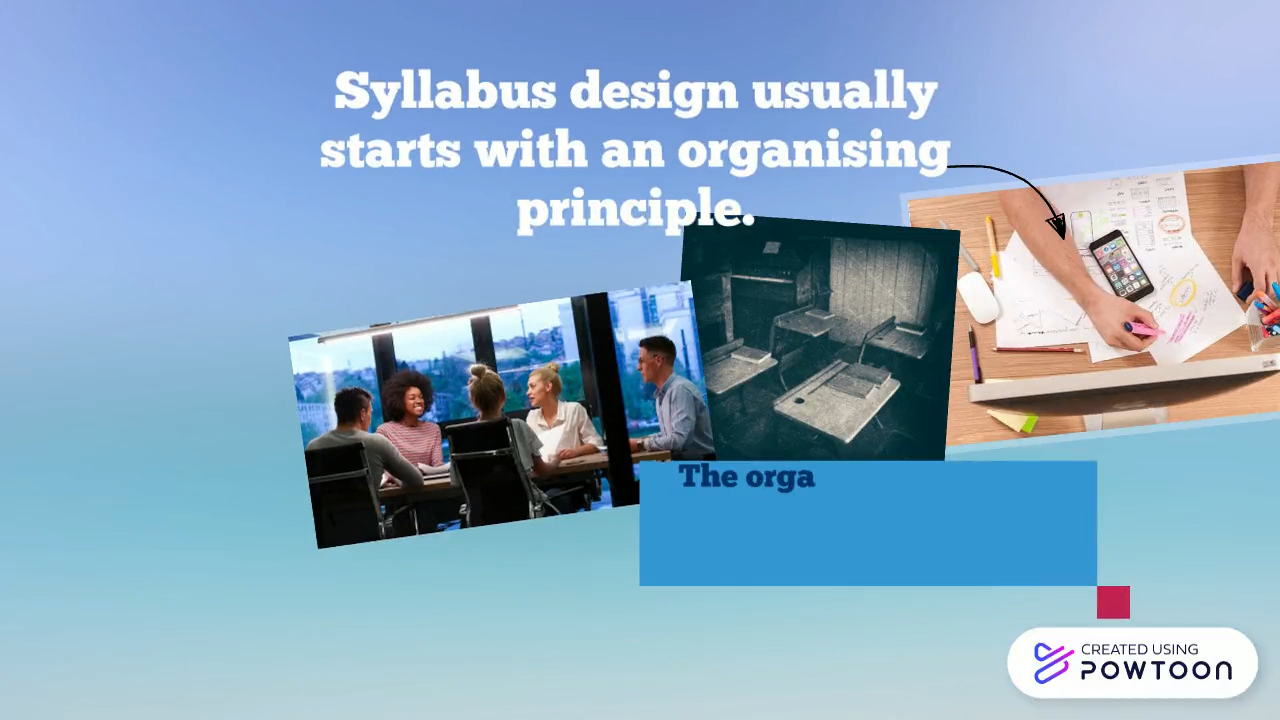 Syllabus design usually
starts with an organising
principle.
The orga
CREATED USING
POWTOON